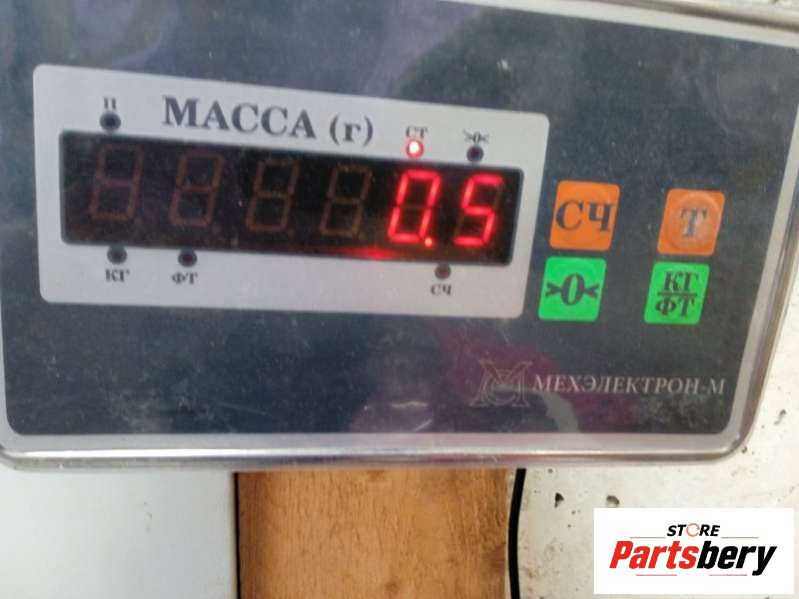 П
МАССА (г)
СТ
>0<
0.5
КГ
ФТ
СЧ
СЧ
Т
>0<
КГ
ФТ
МЕХЭЛЕКТРОН-М
STORE
Partsbery